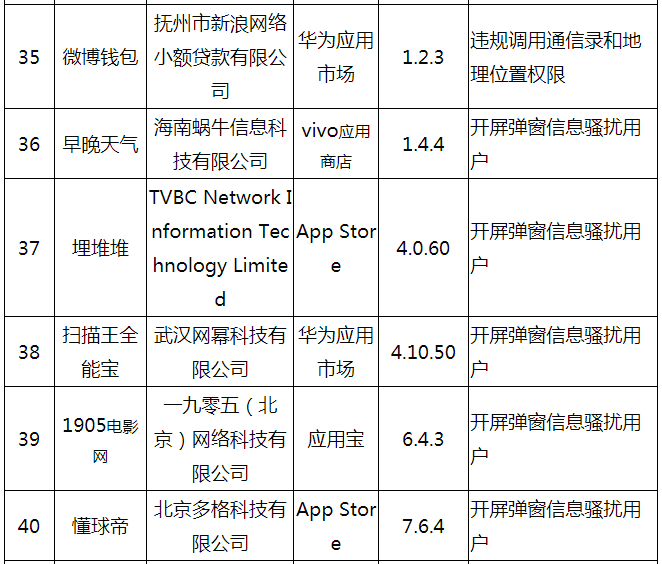 35 微博钱包 抚州市新浪网络小额贷款有限公司 华为应用市场 1.2.3 违规调用通信录和地理位置权限
36 早晚天气 海南蜗牛信息科技有限公司 vivo应用商店 1.4.4 开屏弹窗信息骚扰用户
37 埋堆堆 TVBC Network Information Technology Limited App Store 4.0.60 开屏弹窗信息骚扰用户
38 扫描王全能宝 武汉网幂科技有限公司 华为应用市场 4.10.50 开屏弹窗信息骚扰用户
39 1905电影网 一九零五（北京）网络科技有限公司 应用宝 6.4.3 开屏弹窗信息骚扰用户
40 懂球帝 北京多格科技有限公司 App Store 7.6.4 开屏弹窗信息骚扰用户